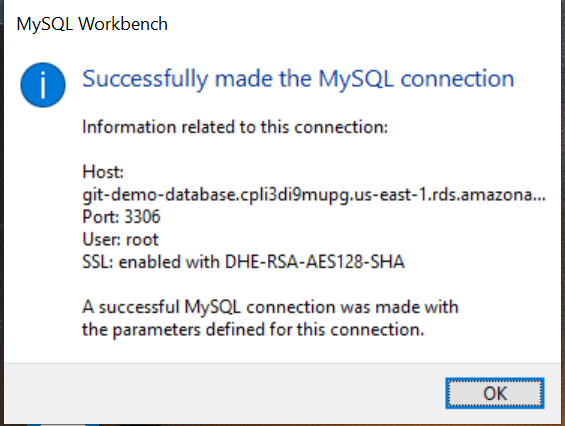 MySQL Workbench
Successfully made the MySQL connection
Information related to this connection:
Host:
git-demo-database.cpli3di9mupg.us-east-1.rds.amazona...
Port: 3306
User: root
SSL: enabled with DHE-RSA-AES128-SHA
A successful MySQL connection was made with
the parameters defined for this connection.
OK